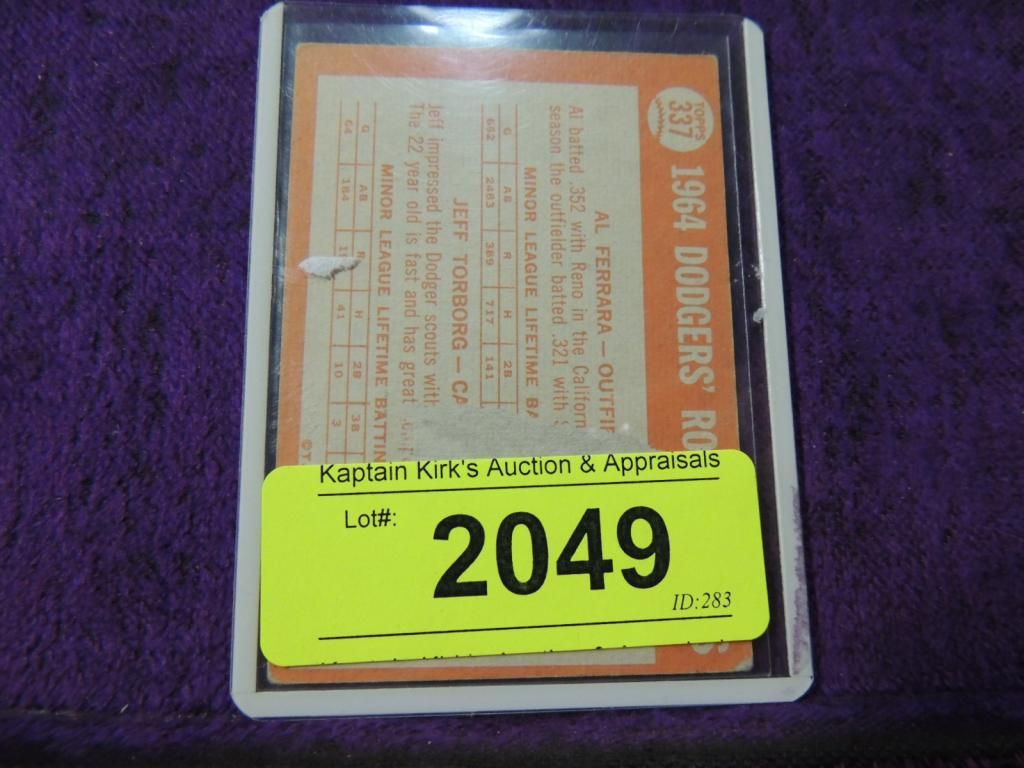 TOPPS
337
1964 DODGERS'
AL FERRARA — OUTFI
Al batted .352 with Reno in the Californ
season the outfielder batted .321 with
MINOR LEAGUE LIFETIME BA
G AB R H 2B
662 2483 389 717 141
JEFF TORBORG — CA
Jeff impressed the Dodger scouts with
The 22 year old is fast and has great
MINOR LEAGUE LIFETIME BATTIN
G AB R H 2B 3B
64 184 41 10 3
©T
Kaptain Kirk's Auction & Appraisals
Lot#: 2049
ID:283